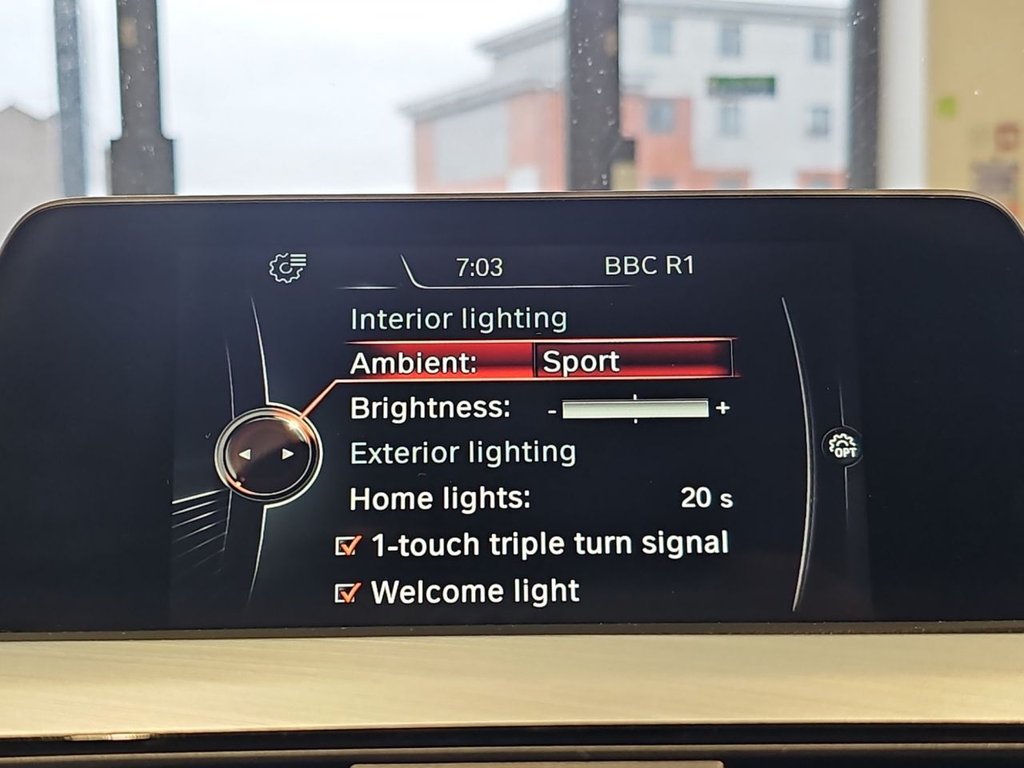 7:03 BBC R1
Interior lighting
Ambient: Sport
Brightness: - +
Exterior lighting
OPT
Home lights: 20 s
1-touch triple turn signal
Welcome light